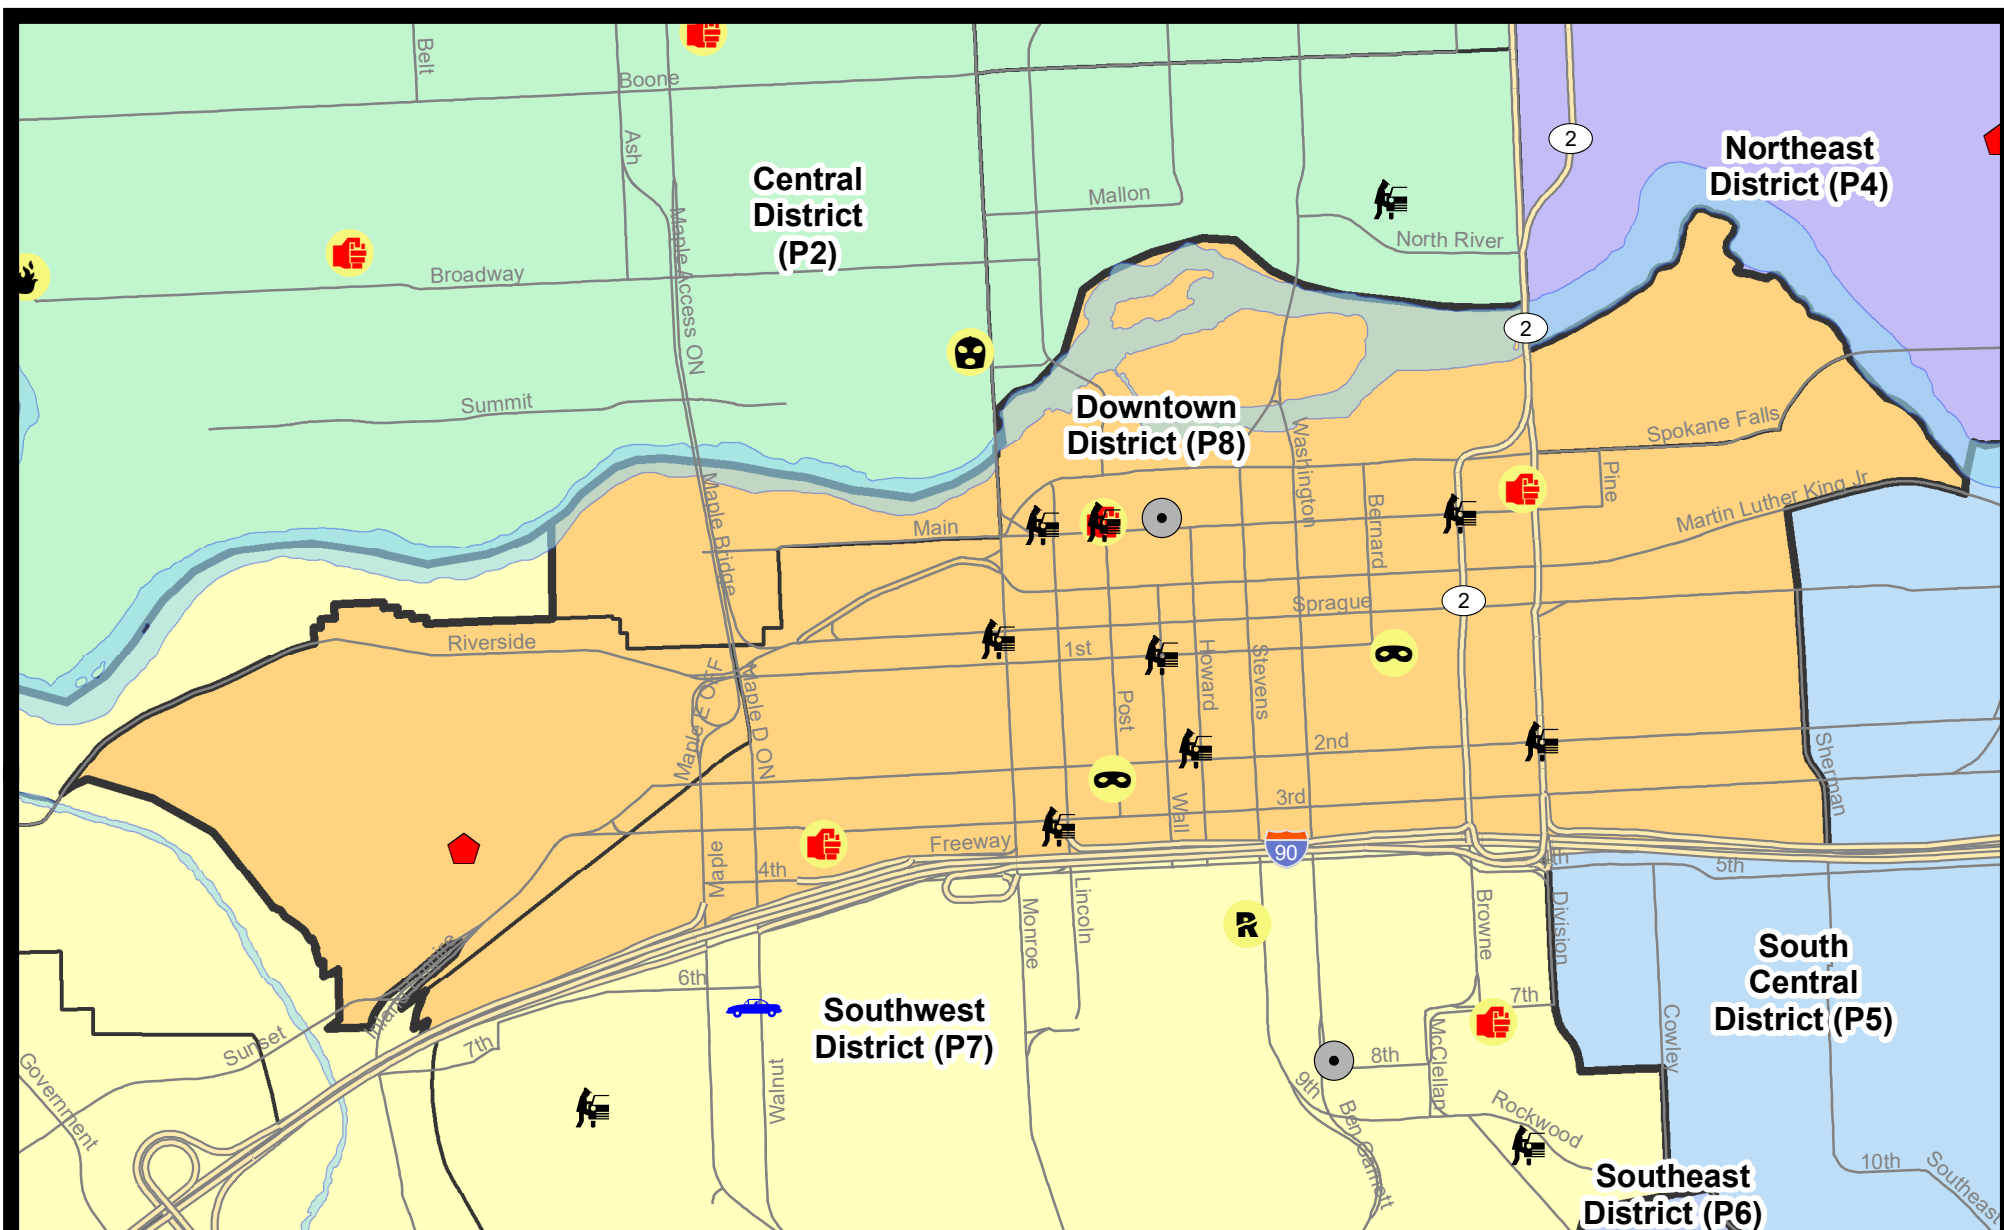 Belt
Boone
Ash
2
Northeast
District (P4)
Central
District
(P2)
Mallon
Maple Access ON
North River
Broadway
2
Summit
Downtown
District (P8)
Spokane Falls
Washington
Pine
Maple Bridge
Bernard
Martin Luther King Jr
Main
Sprague
2
Riverside
1st
Howard
Stevens
Maple E OFF
Maple D ON
Post
2nd
Sherman
3rd
Wall
Freeway
90
4th
Maple
4th
5th
Lincoln
Monroe
R
Browne
Division
South
Central
District (P5)
6th
7th
Southwest
District (P7)
McClellan
Cowley
Sunset
7th
Government
Walnut
8th
9th
Ben Garnett
Rockwood
10th
Southeast
Southeast
District (P6)